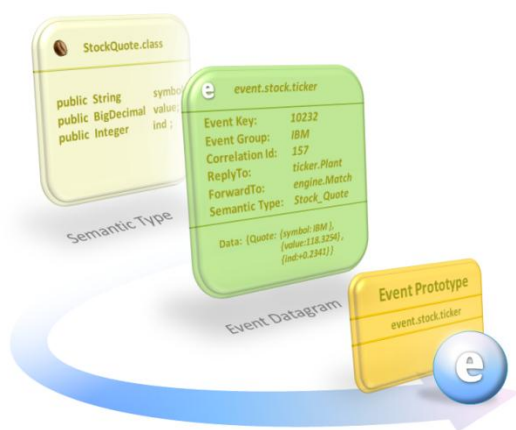 StockQuote.class
public String symbol
public BigDecimal value;
public Integer ind ;
Semantic Type
e event.stock.ticker
Event Key: 10232
Event Group: IBM
Correlation Id: 157
ReplyTo: ticker.Plant
ForwardTo: engine.Match
Semantic Type: Stock_Quote
Data: {Quote: {symbol: IBM },
{value:118.3254} ,
{ind:+0.2341} }
Event Datagram
Event Prototype
event.stock.ticker
e